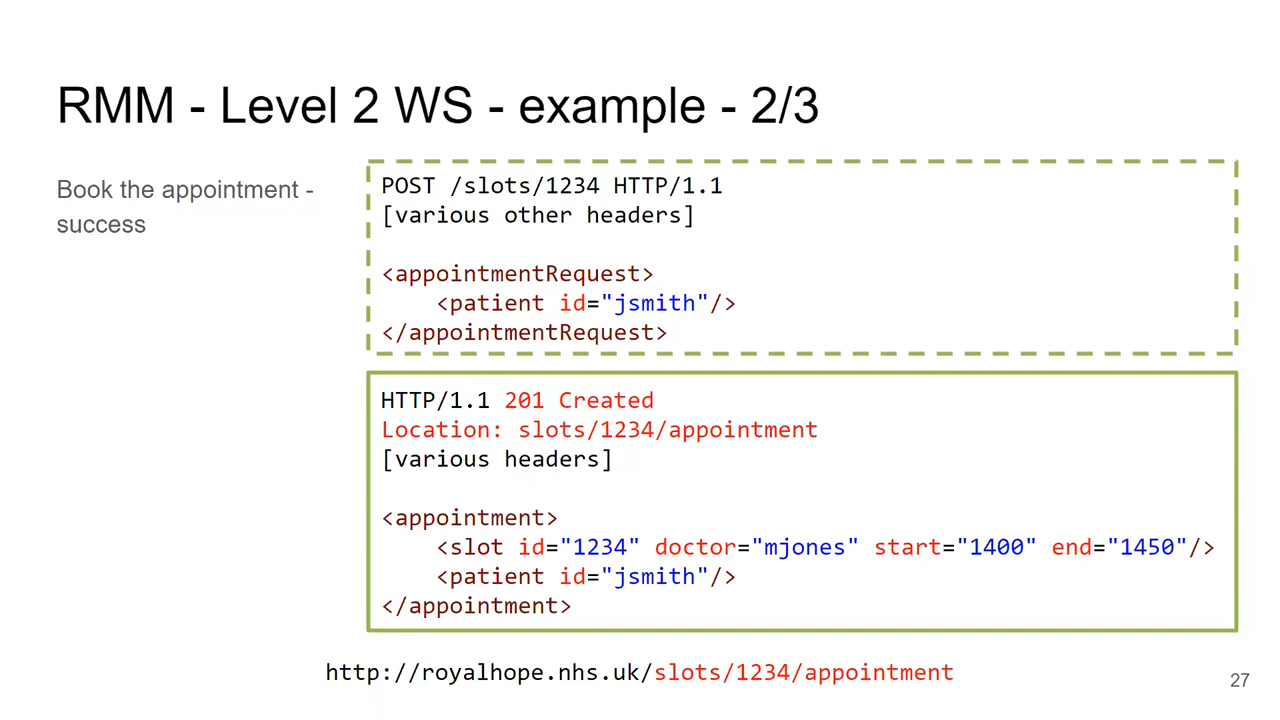 RMM - Level 2 WS - example - 2/3
Book the appointment -
success
POST /slots/1234 HTTP/1.1
[various other headers]
<appointmentRequest>
<patient id="jsmith"/>
</appointmentRequest>
HTTP/1.1 201 Created
Location: slots/1234/appointment
[various headers]
<appointment>
<slot id="1234" doctor="mjones" start="1400" end="1450"/>
<patient id="jsmith"/>
</appointment>
http://royalhope.nhs.uk/slots/1234/appointment
27